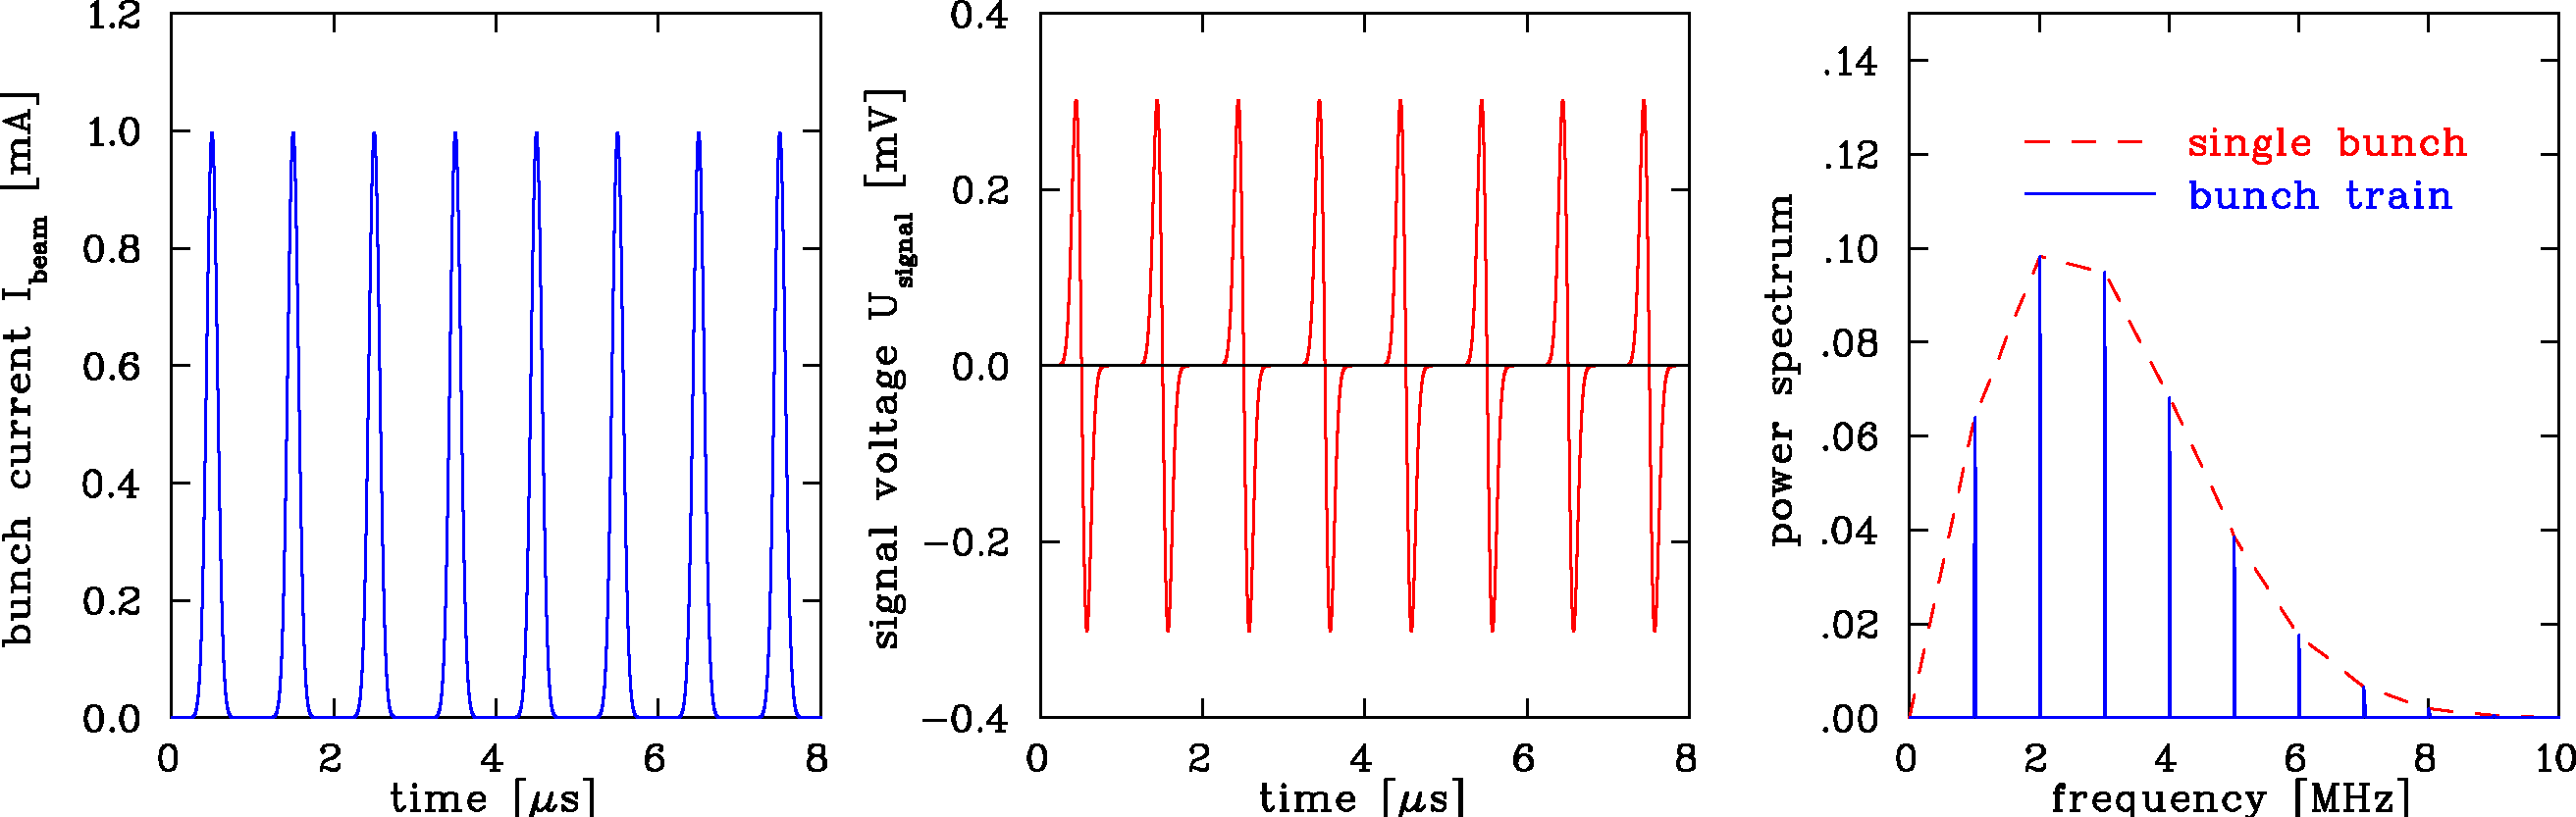 bunch current I_beam [mA]
1.2
1.0
0.8
0.6
0.4
0.2
0.0
0 2 4 6 8
time [μs]
signal voltage U_signal [mV]
0.4
0.2
0.0
−0.2
−0.4
0 2 4 6 8
time [μs]
power spectrum
.14
.12
.10
.08
.06
.04
.02
.00
single bunch
bunch train
0 2 4 6 8 10
frequency [MHz]